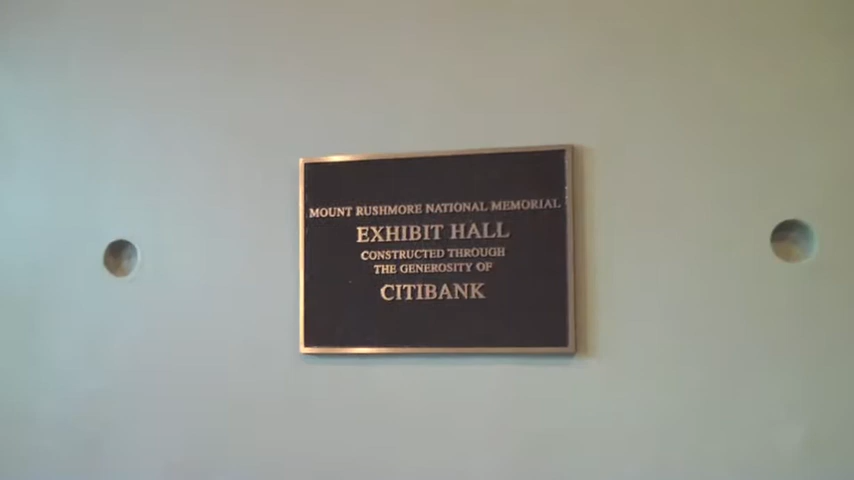 MOUNT RUSHMORE NATIONAL MEMORIAL
EXHIBIT HALL
CONSTRUCTED THROUGH
THE GENEROSITY OF
CITIBANK